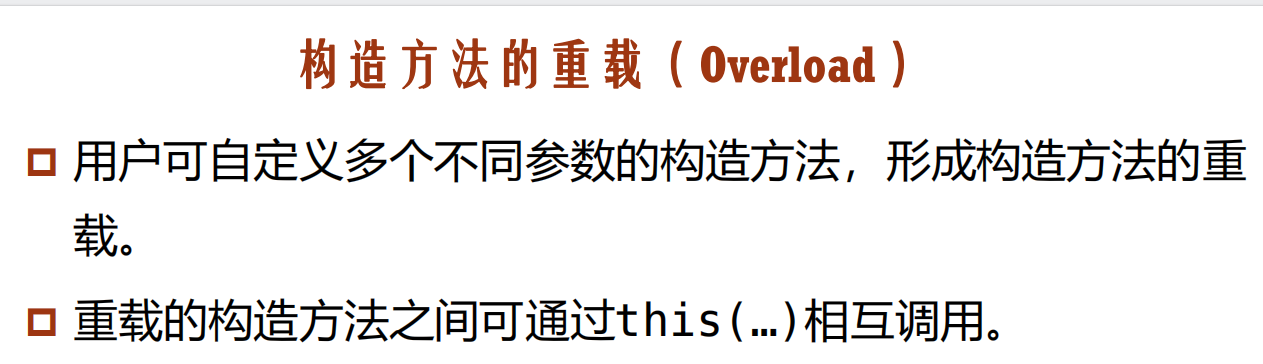 构造方法的重载（Overload）
用户可自定义多个不同参数的构造方法，形成构造方法的重
载。
重载的构造方法之间可通过this(…)相互调用。